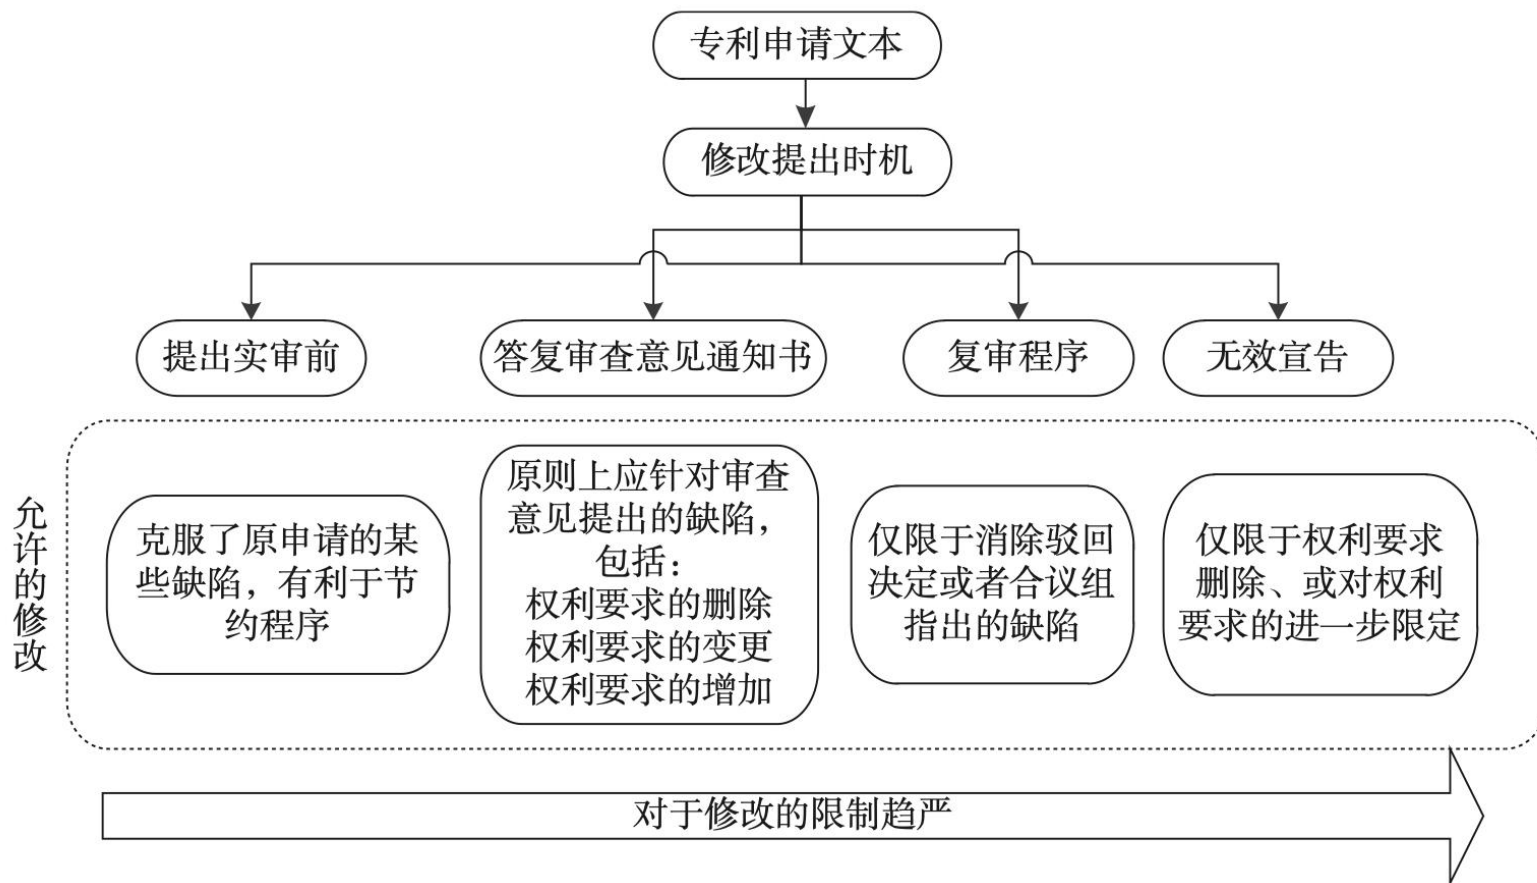 专利申请文本
修改提出时机
提出实审前
答复审查意见通知书
复审程序
无效宣告
允许的修改
克服了原申请的某
些缺陷，有利于节
约程序
原则上应针对审查
意见提出的缺陷，
包括：
权利要求的删除
权利要求的变更
权利要求的增加
仅限于消除驳回
决定或者合议组
指出的缺陷
仅限于权利要求
删除、或对权利
要求的进一步限定
对于修改的限制趋严